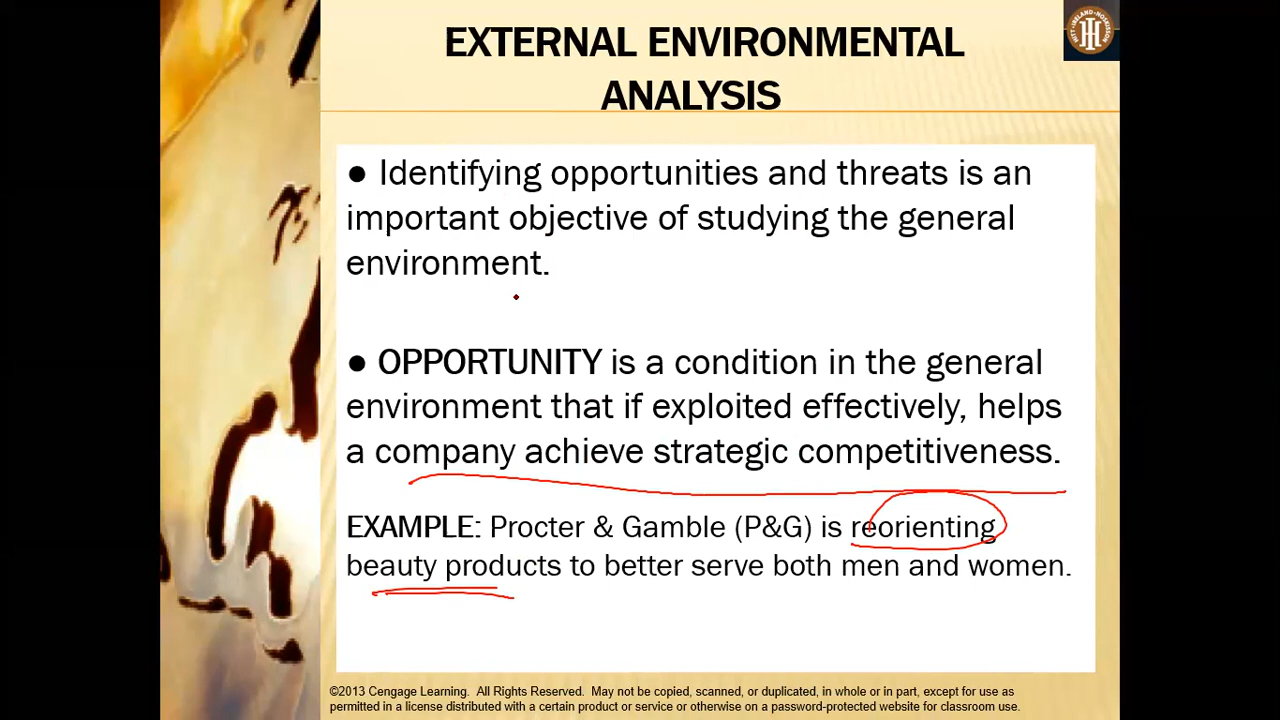 EXTERNAL ENVIRONMENTAL
ANALYSIS
HITT·IRELAND·HOSKISSON
● Identifying opportunities and threats is an
important objective of studying the general
environment.
● OPPORTUNITY is a condition in the general
environment that if exploited effectively, helps
a company achieve strategic competitiveness.
EXAMPLE: Procter & Gamble (P&G) is reorienting
beauty products to better serve both men and women.
©2013 Cengage Learning. All Rights Reserved. May not be copied, scanned, or duplicated, in whole or in part, except for use as
permitted in a license distributed with a certain product or service or otherwise on a password-protected website for classroom use.